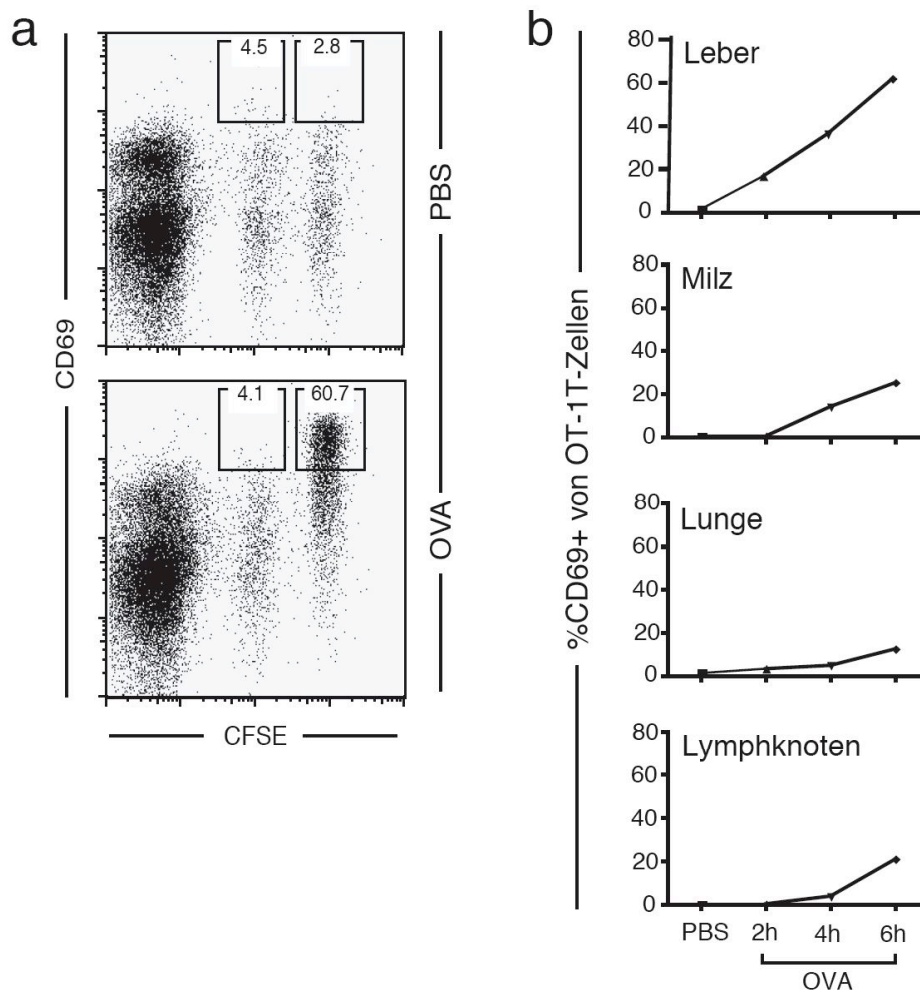 a
4.5 2.8
PBS
CD69
4.1 60.7
OVA
CFSE
b
%CD69+ von OT-1T-Zellen
80
Leber
60
40
20
0
80
Milz
60
40
20
0
80
Lunge
60
40
20
0
80
Lymphknoten
60
40
20
0
PBS 2h 4h 6h
OVA